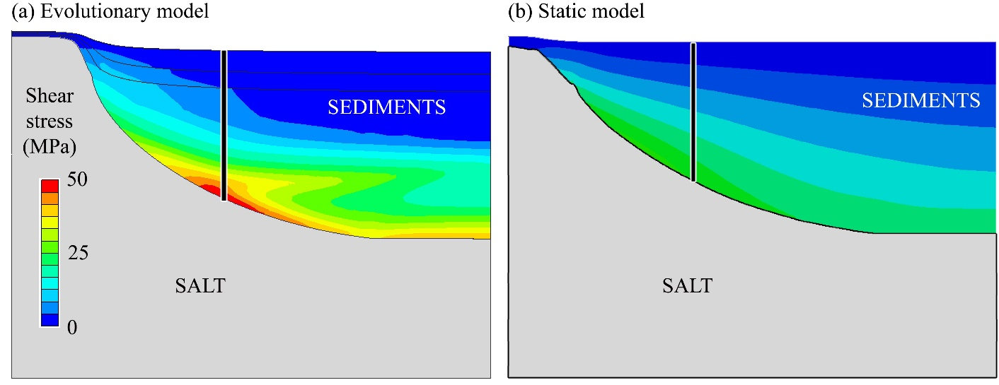 (a) Evolutionary model
(b) Static model
Shear
stress
(MPa)
50
25
0
SEDIMENTS
SALT
SEDIMENTS
SALT